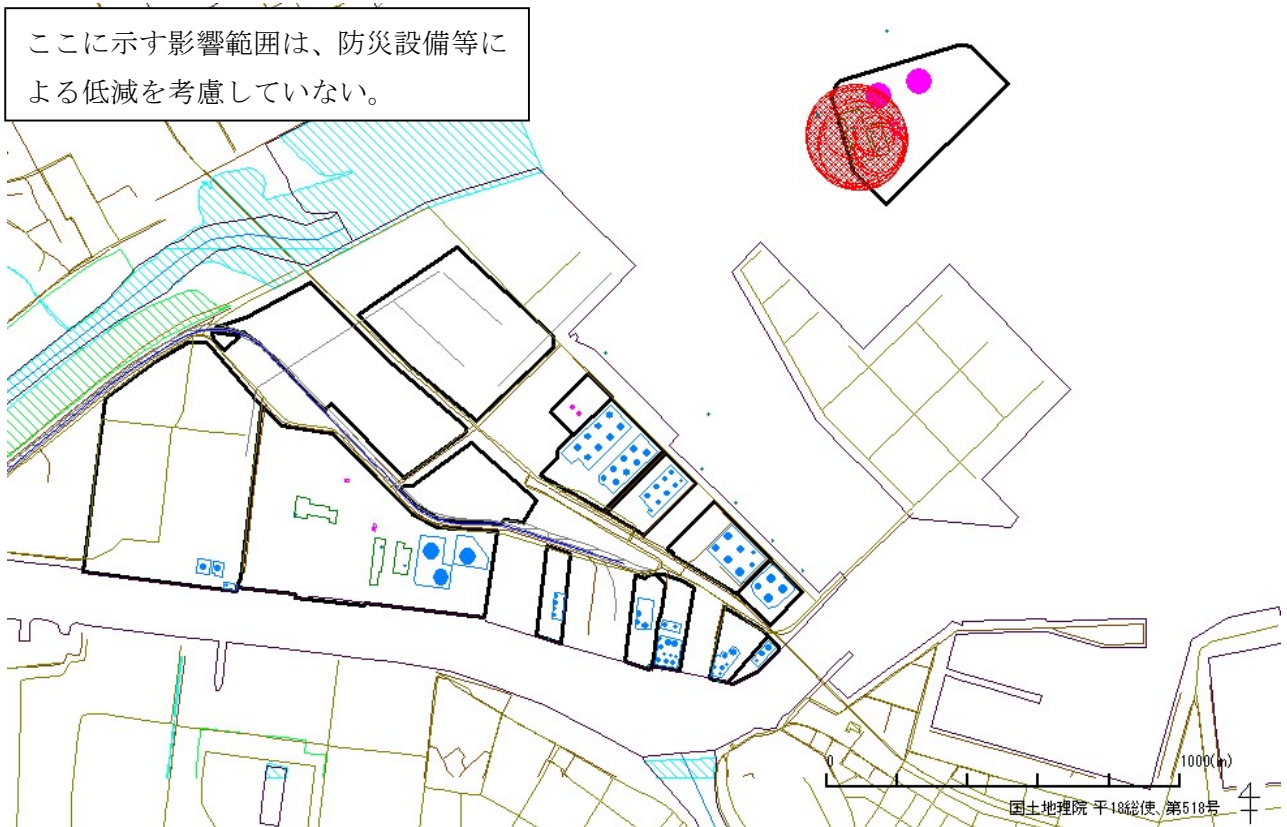 ここに示す影響範囲は、防災設備等に
よる低減を考慮していない。
0 1000(m)
国土地理院 平18総使、第518号